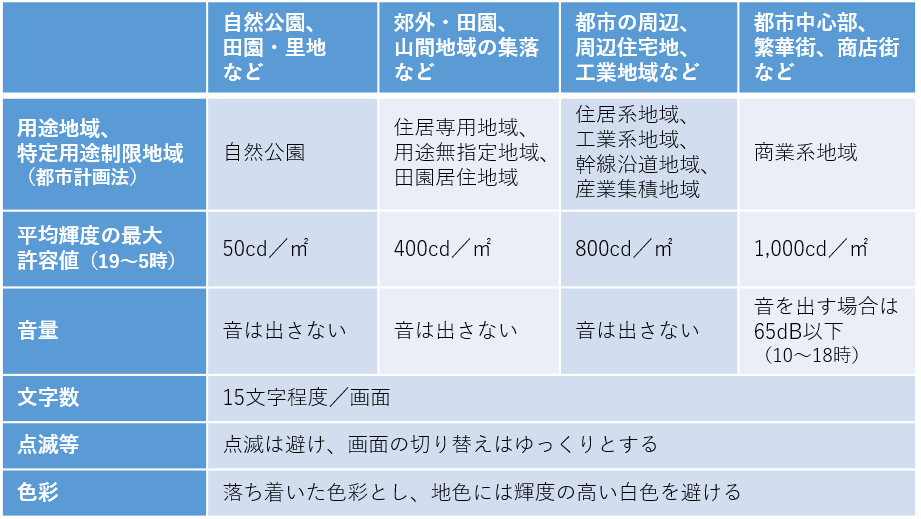 自然公園、
田園・里地
など
郊外・田園、
山間地域の集落
など
都市の周辺、
周辺住宅地、
工業地域など
都市中心部、
繁華街、商店街
など
用途地域、
特定用途制限地域
（都市計画法）
自然公園
住居専用地域、
用途無指定地域、
田園居住地域
住居系地域、
工業系地域、
幹線沿道地域、
産業集積地域
商業系地域
平均輝度の最大
許容値（19～5時）
50cd／㎡
400cd／㎡
800cd／㎡
1,000cd／㎡
音量
音は出さない
音は出さない
音は出さない
音を出す場合は
65dB以下
（10～18時）
文字数
15文字程度／画面
点滅等
点滅は避け、画面の切り替えはゆっくりとする
色彩
落ち着いた色彩とし、地色には輝度の高い白色を避ける